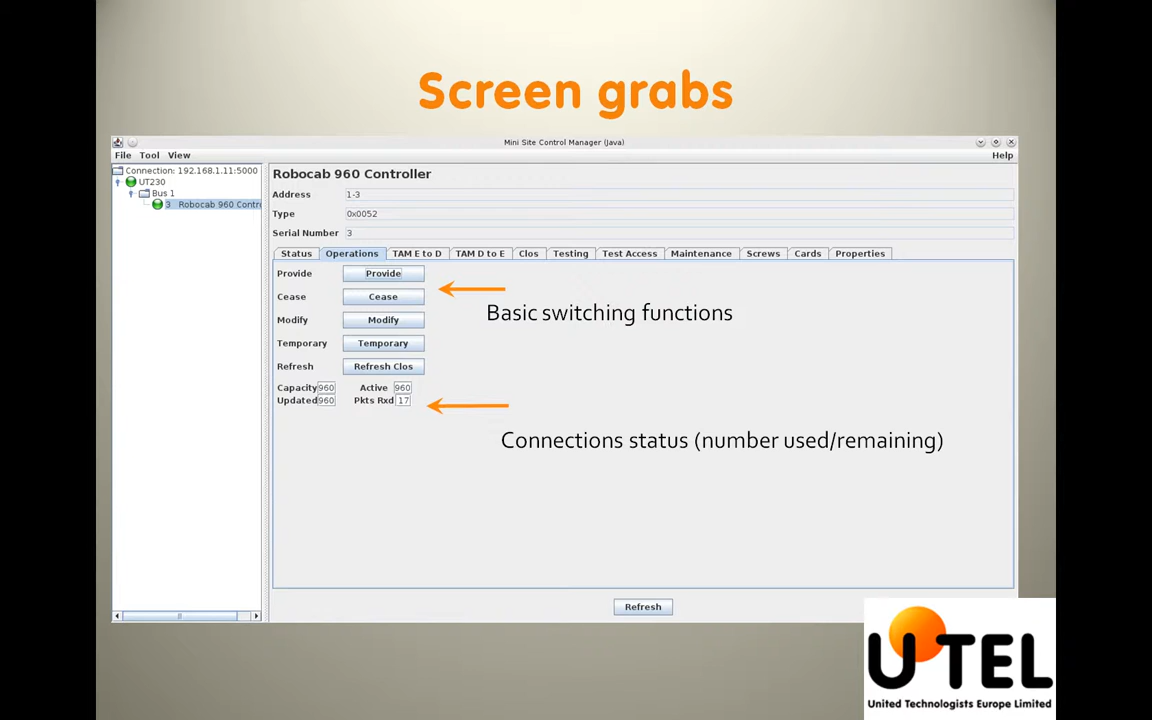 Screen grabs
Mini Site Control Manager (Java)
File Tool View Help
Connection: 192.168.1.11:5000
UT230
Bus 1
3 Robocab 960 Contr
Robocab 960 Controller
Address 1-3
Type 0x0052
Serial Number 3
Status Operations TAM E to D TAM D to E Clos Testing Test Access Maintenance Screws Cards Properties
Provide Provide
Cease Cease
Basic switching functions
Modify Modify
Temporary Temporary
Refresh Refresh Clos
Capacity 960 Active 960
Updated 960 Pkts Rxd 17
Connections status (number used/remaining)
Refresh
UTEL
United Technologists Europe Limited